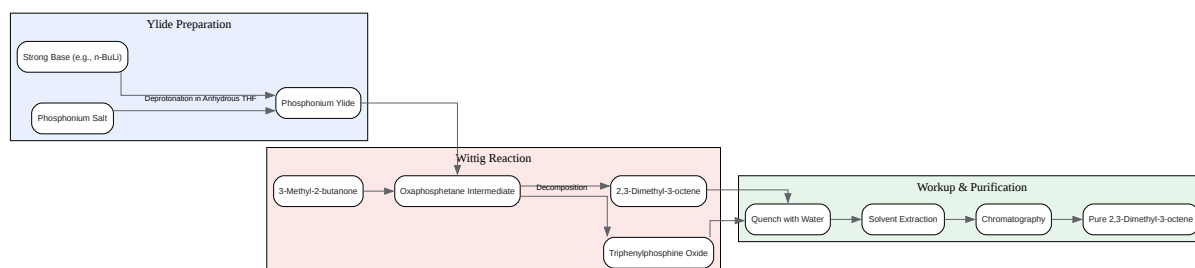 Ylide Preparation
Strong Base (e.g., n-BuLi)
Deprotonation in Anhydrous THF
Phosphonium Ylide
Phosphonium Salt
Wittig Reaction
3-Methyl-2-butanone
Oxaphosphetane Intermediate
Decomposition
2,3-Dimethyl-3-octene
Triphenylphosphine Oxide
Workup & Purification
Quench with Water
Solvent Extraction
Chromatography
Pure 2,3-Dimethyl-3-octene